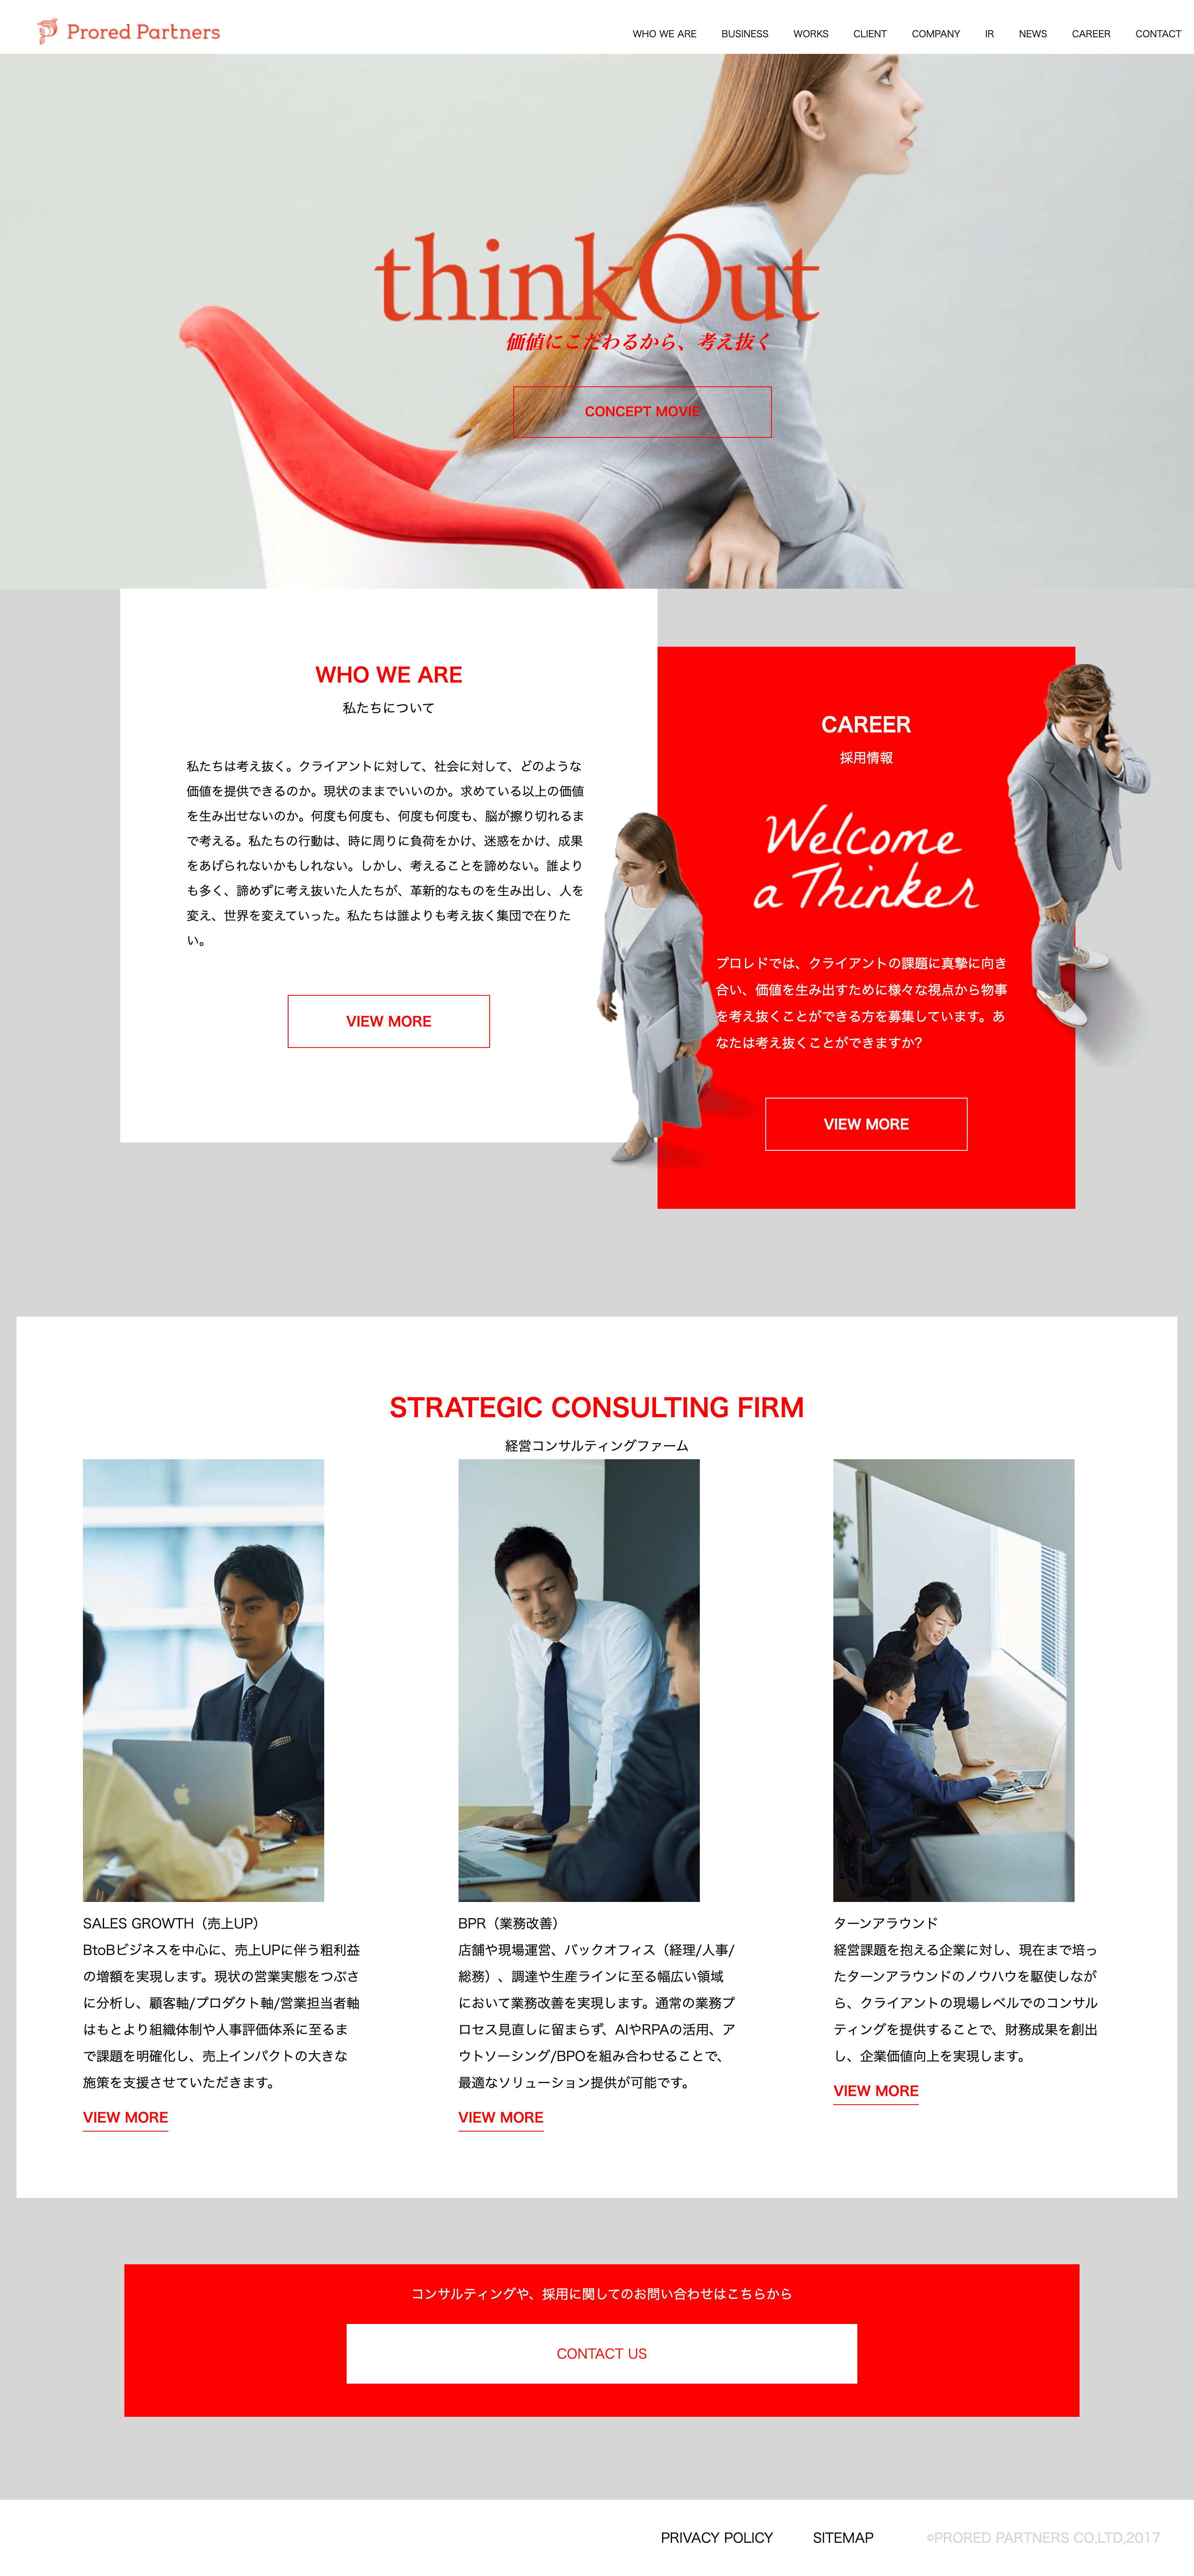 Prored Partners
WHO WE ARE BUSINESS WORKS CLIENT COMPANY IR NEWS CAREER CONTACT
thinkOut
価値にこだわるから、考え抜く
CONCEPT MOVIE
WHO WE ARE
私たちについて
私たちは考え抜く。クライアントに対して、社会に対して、どのような
価値を提供できるのか。現状のままでいいのか。求めている以上の価値
を生み出せないのか。何度も何度も、何度も何度も、脳が擦り切れるま
で考える。私たちの行動は、時に周りに負荷をかけ、迷惑をかけ、成果
をあげられないかもしれない。しかし、考えることを諦めない。誰より
も多く、諦めずに考え抜いた人たちが、革新的なものを生み出し、人を
変え、世界を変えていった。私たちは誰よりも考え抜く集団で在りた
い。
VIEW MORE
CAREER
採用情報
Welcome
a Thinker
プロレドでは、クライアントの課題に真摯に向き
合い、価値を生み出すために様々な視点から物事
を考え抜くことができる方を募集しています。あ
なたは考え抜くことができますか?
VIEW MORE
STRATEGIC CONSULTING FIRM
経営コンサルティングファーム
SALES GROWTH（売上UP）
BtoBビジネスを中心に、売上UPに伴う粗利益
の増額を実現します。現状の営業実態をつぶさ
に分析し、顧客軸/プロダクト軸/営業担当者軸
はもとより組織体制や人事評価体系に至るま
で課題を明確化し、売上インパクトの大きな
施策を支援させていただきます。
VIEW MORE
BPR（業務改善）
店舗や現場運営、バックオフィス（経理/人事/
総務）、調達や生産ラインに至る幅広い領域
において業務改善を実現します。通常の業務プ
ロセス見直しに留まらず、AIやRPAの活用、ア
ウトソーシング/BPOを組み合わせることで、
最適なソリューション提供が可能です。
VIEW MORE
ターンアラウンド
経営課題を抱える企業に対し、現在まで培っ
たターンアラウンドのノウハウを駆使しなが
ら、クライアントの現場レベルでのコンサル
ティングを提供することで、財務成果を創出
し、企業価値向上を実現します。
VIEW MORE
コンサルティングや、採用に関してのお問い合わせはこちらから
CONTACT US
PRIVACY POLICY SITEMAP ©PRORED PARTNERS CO,LTD,2017